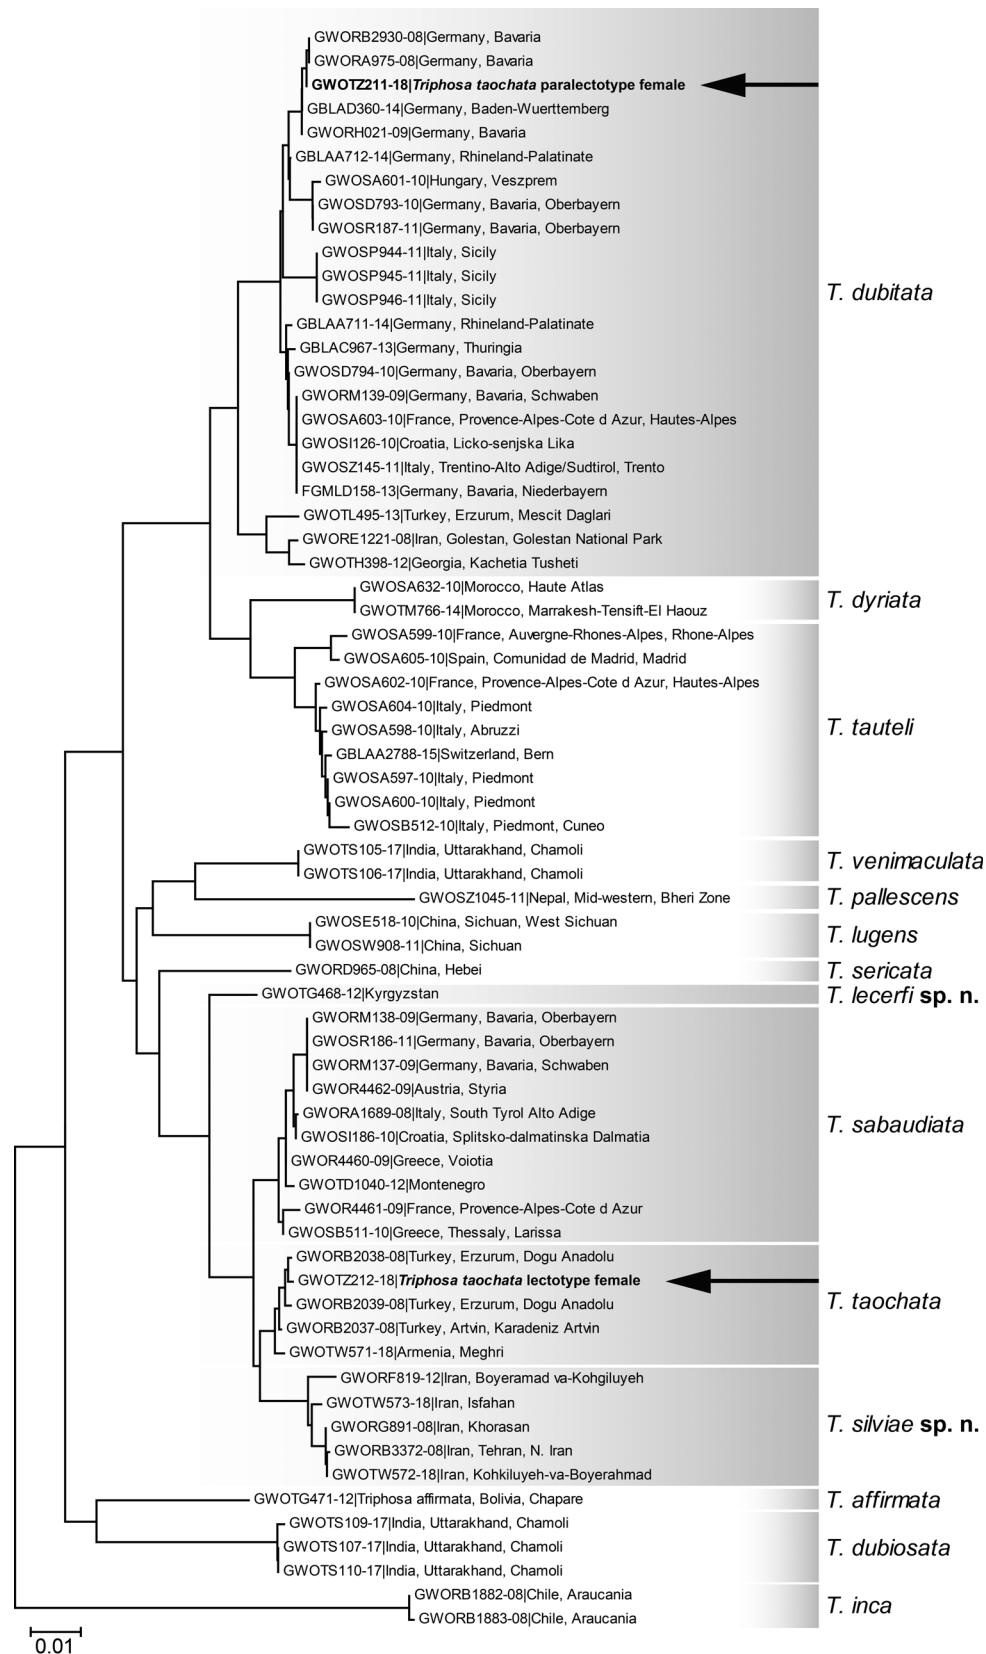 GWORB2930-08|Germany, Bavaria
GWORA975-08|Germany, Bavaria
GWOTZ211-18|Triphosa taochata paralectotype female
GBLAD360-14|Germany, Baden-Wuerttemberg
GWORH021-09|Germany, Bavaria
GBLAA712-14|Germany, Rhineland-Palatinate
GWOSA601-10|Hungary, Veszprem
GWOSD793-10|Germany, Bavaria, Oberbayern
GWOSR187-11|Germany, Bavaria, Oberbayern
GWOSP944-11|Italy, Sicily
GWOSP945-11|Italy, Sicily
GWOSP946-11|Italy, Sicily
T. dubitata
GBLAA711-14|Germany, Rhineland-Palatinate
GBLAC967-13|Germany, Thuringia
GWOSD794-10|Germany, Bavaria, Oberbayern
GWORM139-09|Germany, Bavaria, Schwaben
GWOSA603-10|France, Provence-Alpes-Cote d Azur, Hautes-Alpes
GWOSI126-10|Croatia, Licko-senjska Lika
GWOSZ145-11|Italy, Trentino-Alto Adige/Sudtirol, Trento
FGMLD158-13|Germany, Bavaria, Niederbayern
GWOTL495-13|Turkey, Erzurum, Mescit Daglari
GWORE1221-08|Iran, Golestan, Golestan National Park
GWOTH398-12|Georgia, Kachetia Tusheti
GWOSA632-10|Morocco, Haute Atlas
T. dyriata
GWOTM766-14|Morocco, Marrakesh-Tensift-El Haouz
GWOSA599-10|France, Auvergne-Rhones-Alpes, Rhone-Alpes
GWOSA605-10|Spain, Comunidad de Madrid, Madrid
GWOSA602-10|France, Provence-Alpes-Cote d Azur, Hautes-Alpes
GWOSA604-10|Italy, Piedmont
GWOSA598-10|Italy, Abruzzi
T. tauteli
GBLAA2788-15|Switzerland, Bern
GWOSA597-10|Italy, Piedmont
GWOSA600-10|Italy, Piedmont
GWOSB512-10|Italy, Piedmont, Cuneo
GWOTS105-17|India, Uttarakhand, Chamoli
T. venimaculata
GWOTS106-17|India, Uttarakhand, Chamoli
GWOSZ1045-11|Nepal, Mid-western, Bheri Zone
T. pallescens
GWOSE518-10|China, Sichuan, West Sichuan
T. lugens
GWOSW908-11|China, Sichuan
GWORD965-08|China, Hebei
T. sericata
GWOTG468-12|Kyrgyzstan
T. lecerfi sp. n.
GWORM138-09|Germany, Bavaria, Oberbayern
GWOSR186-11|Germany, Bavaria, Oberbayern
GWORM137-09|Germany, Bavaria, Schwaben
GWOR4462-09|Austria, Styria
GWORA1689-08|Italy, South Tyrol Alto Adige
T. sabaudiata
GWOSI186-10|Croatia, Splitsko-dalmatinska Dalmatia
GWOR4460-09|Greece, Voiotia
GWOTD1040-12|Montenegro
GWOR4461-09|France, Provence-Alpes-Cote d Azur
GWOSB511-10|Greece, Thessaly, Larissa
GWORB2038-08|Turkey, Erzurum, Dogu Anadolu
GWOTZ212-18|Triphosa taochata lectotype female
T. taochata
GWORB2039-08|Turkey, Erzurum, Dogu Anadolu
GWORB2037-08|Turkey, Artvin, Karadeniz Artvin
GWOTW571-18|Armenia, Meghri
GWORF819-12|Iran, Boyeramad va-Kohgiluyeh
GWOTW573-18|Iran, Isfahan
GWORG891-08|Iran, Khorasan
T. silviae sp. n.
GWORB3372-08|Iran, Tehran, N. Iran
GWOTW572-18|Iran, Kohkiluyeh-va-Boyerahmad
GWOTG471-12|Triphosa affirmata, Bolivia, Chapare
T. affirmata
GWOTS109-17|India, Uttarakhand, Chamoli
GWOTS107-17|India, Uttarakhand, Chamoli
T. dubiosata
GWOTS110-17|India, Uttarakhand, Chamoli
GWORB1882-08|Chile, Araucania
T. inca
GWORB1883-08|Chile, Araucania
0.01